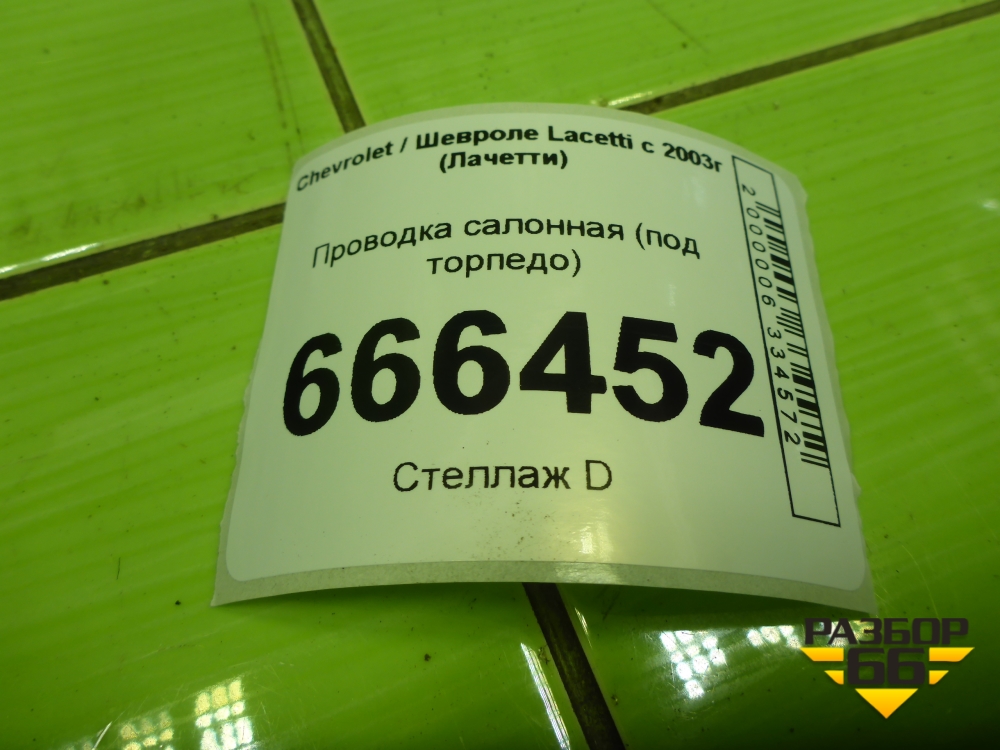 Chevrolet / Шевроле Lacetti с 2003г
(Лачетти)
Проводка салонная (под
торпедо)
666452
Стеллаж D
2000006334572
РАЗБОР
66